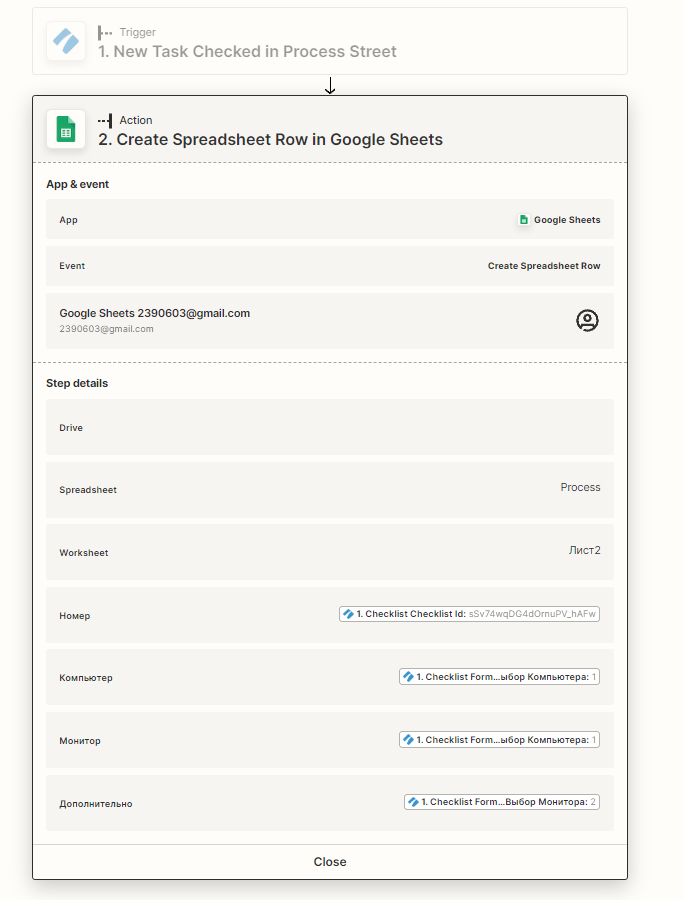 Trigger
1. New Task Checked in Process Street
Action
2. Create Spreadsheet Row in Google Sheets
App & event
App Google Sheets
Event Create Spreadsheet Row
Google Sheets 2390603@gmail.com
2390603@gmail.com
Step details
Drive
Spreadsheet Process
Worksheet Лист2
Номер 1. Checklist Checklist Id: sSv74wqDG4dOrnuPV_hAFw
Компьютер 1. Checklist Form...ыбор Компьютера: 1
Монитор 1. Checklist Form...ыбор Компьютера: 1
Дополнительно 1. Checklist Form...Выбор Монитора: 2
Close